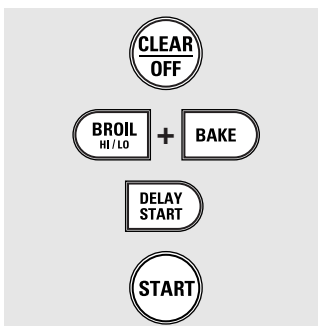 CLEAR
OFF
BROIL
HI / LO
+
BAKE
DELAY
START
START